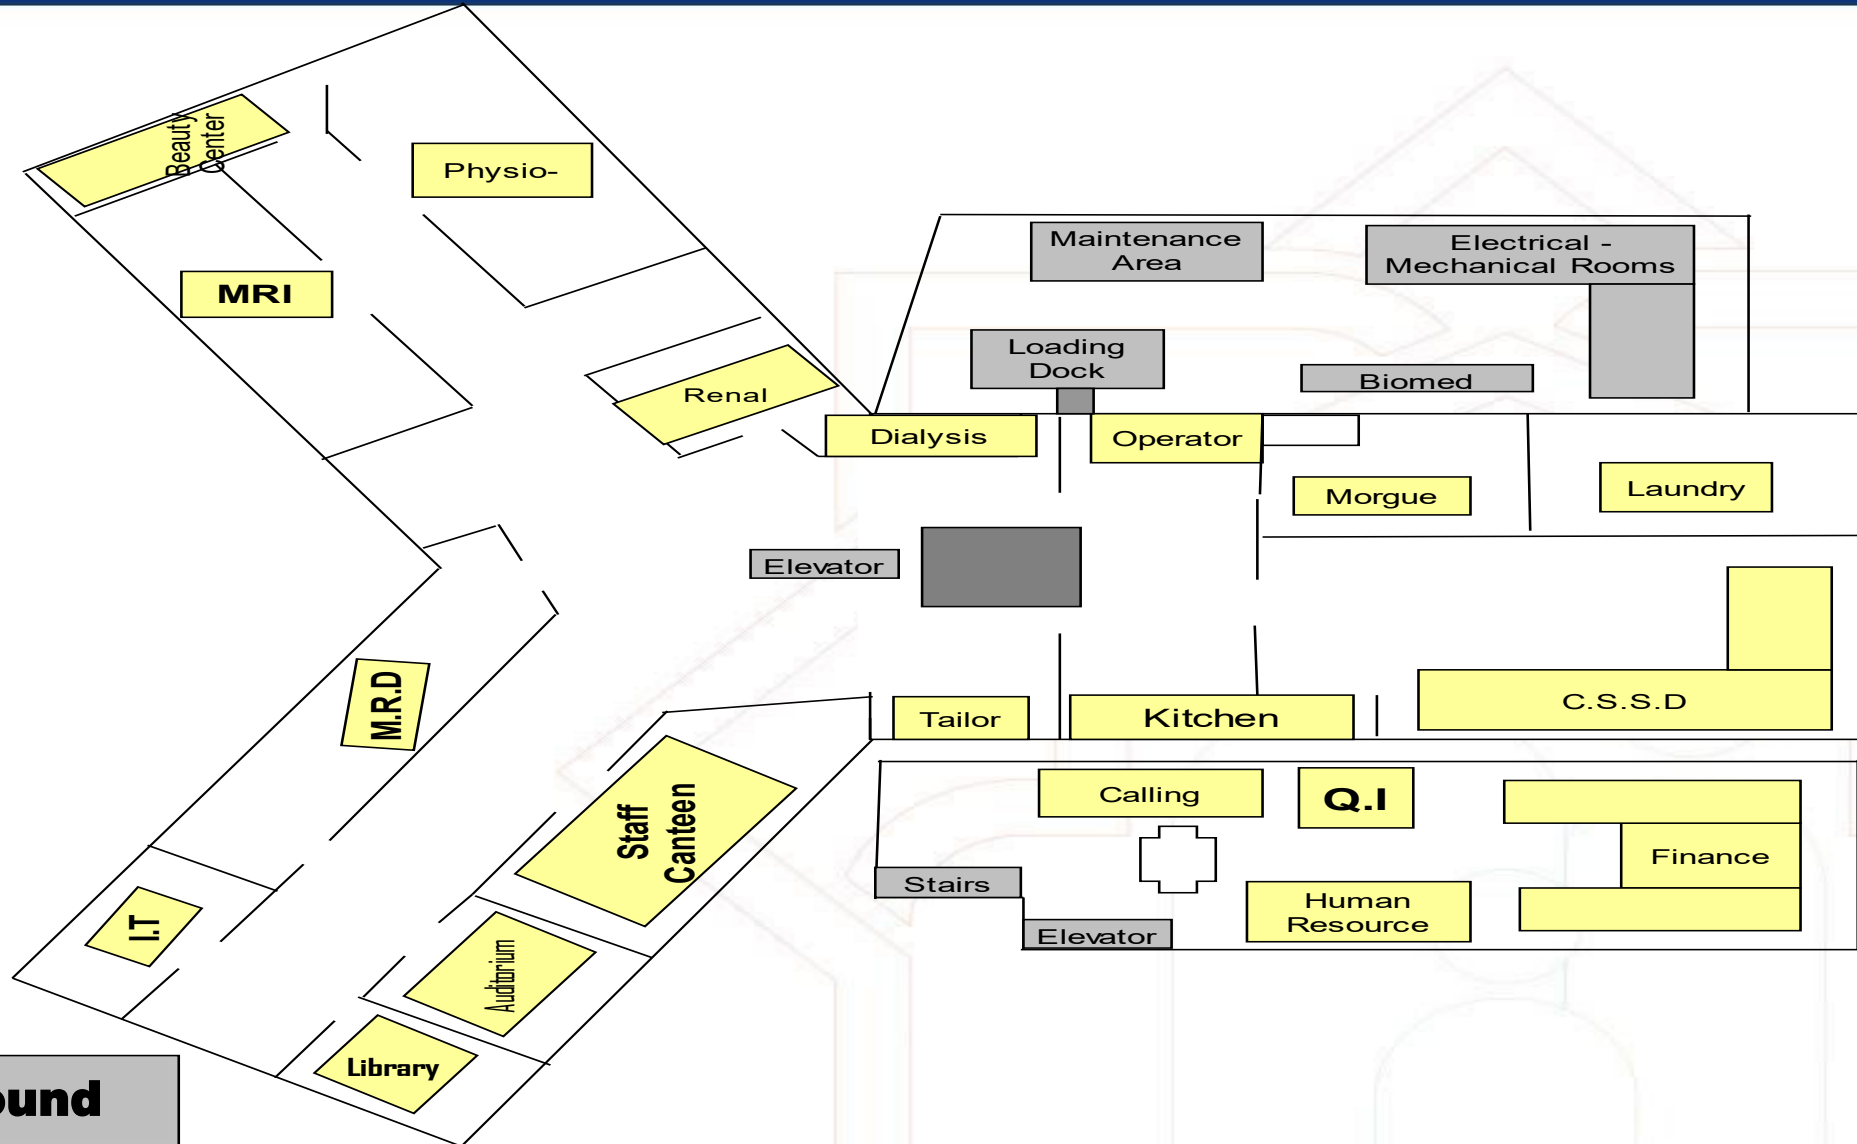 Beauty
Center
Physio-
MRI
Maintenance
Area
Electrical -
Mechanical Rooms
Loading
Dock
Biomed
Renal
Dialysis
Operator
Morgue
Laundry
Elevator
M.R.D
Tailor
Kitchen
C.S.S.D
Staff
Canteen
Calling
Q.I
Finance
Stairs
Human
Resource
Elevator
I.T
Auditorium
Library
ound